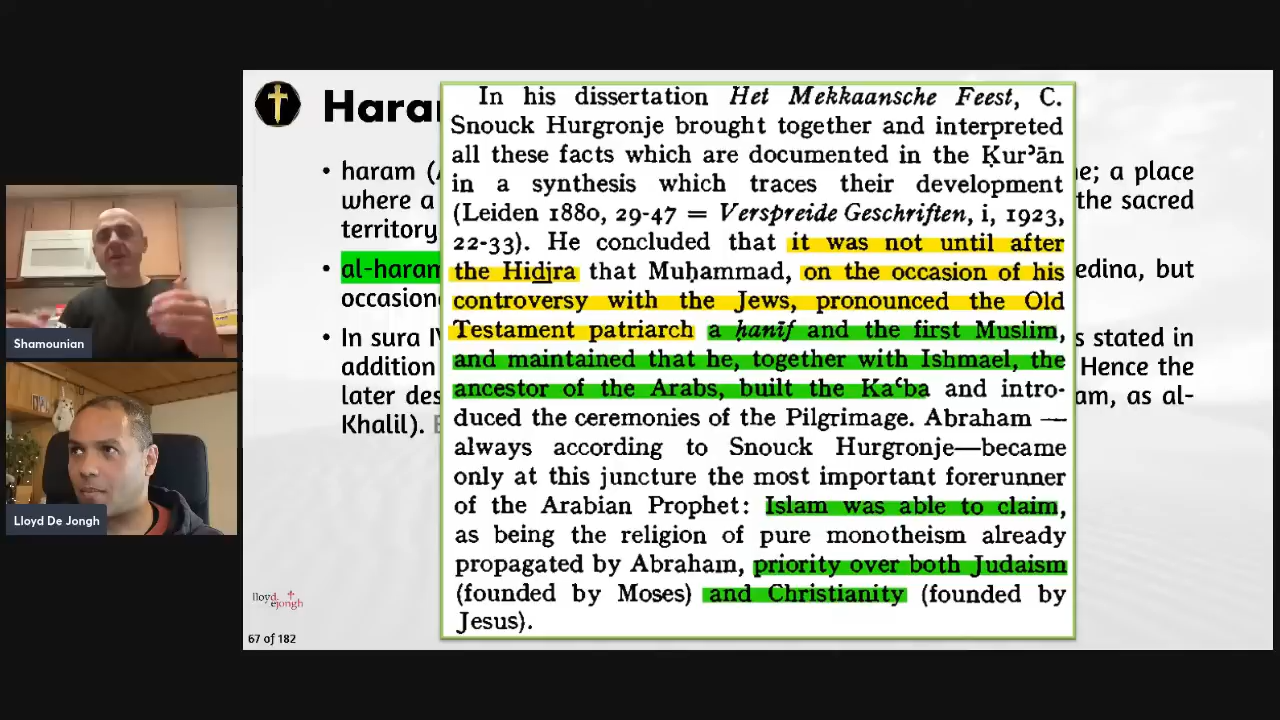 Haram
haram (
e; a place
where a
the sacred
territory
al-haram
edina, but
occasion
In sura I
s stated in
addition
Hence the
later des
am, as al-
Khalil).
In his dissertation Het Mekkaansche Feest, C.
Snouck Hurgronje brought together and interpreted
all these facts which are documented in the Ḳurʾān
in a synthesis which traces their development
(Leiden 1880, 29-47 = Verspreide Geschriften, i, 1923,
22-33). He concluded that it was not until after
the Hidjra that Muḥammad, on the occasion of his
controversy with the Jews, pronounced the Old
Testament patriarch a ḥanīf and the first Muslim,
and maintained that he, together with Ishmael, the
ancestor of the Arabs, built the Kaʿba and intro-
duced the ceremonies of the Pilgrimage. Abraham —
always according to Snouck Hurgronje—became
only at this juncture the most important forerunner
of the Arabian Prophet: Islam was able to claim,
as being the religion of pure monotheism already
propagated by Abraham, priority over both Judaism
(founded by Moses) and Christianity (founded by
Jesus).
Shamounian
Lloyd De Jongh
lloyd
dejongh
67 of 182